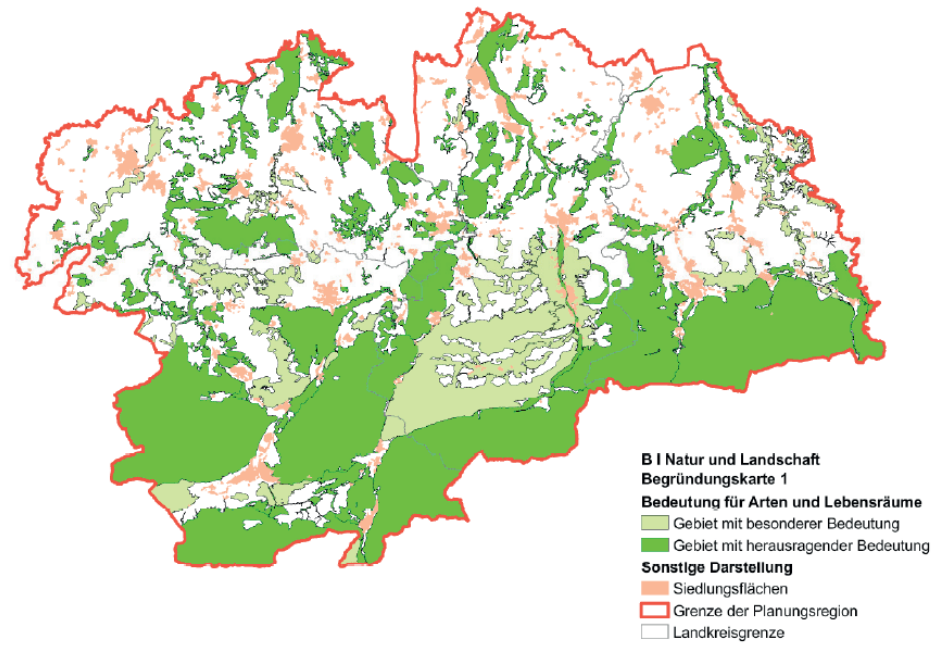 B I Natur und Landschaft
Begründungskarte 1
Bedeutung für Arten und Lebensräume
Gebiet mit besonderer Bedeutung
Gebiet mit herausragender Bedeutung
Sonstige Darstellung
Siedlungsflächen
Grenze der Planungsregion
Landkreisgrenze